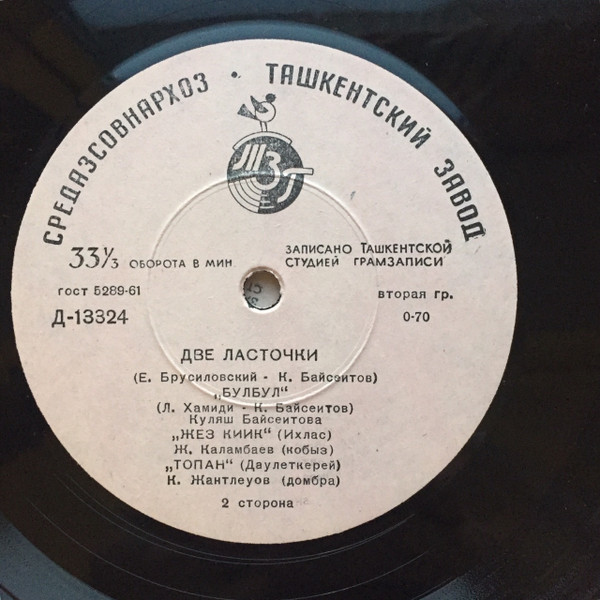 СРЕДАЗСОВНАРХОЗ · ТАШКЕНТСКИЙ ЗАВОД
ТЗГ
33⅓ ОБОРОТА В МИН.
ЗАПИСАНО ТАШКЕНТСКОЙ
СТУДИЕЙ ГРАМЗАПИСИ
ГОСТ 5289-61
вторая гр.
Д-13324
0-70
ДВЕ ЛАСТОЧКИ
(Е. Брусиловский - К. Байсеитов)
„БУЛБУЛ“
(Л. Хамиди - К. Байсеитов)
Куляш Байсеитова
„ЖЕЗ КИИК“ (Ихлас)
Ж. Каламбаев (кобыз)
„ТОПАН“ (Даулеткерей)
К. Жантлеуов (домбра)
2 сторона